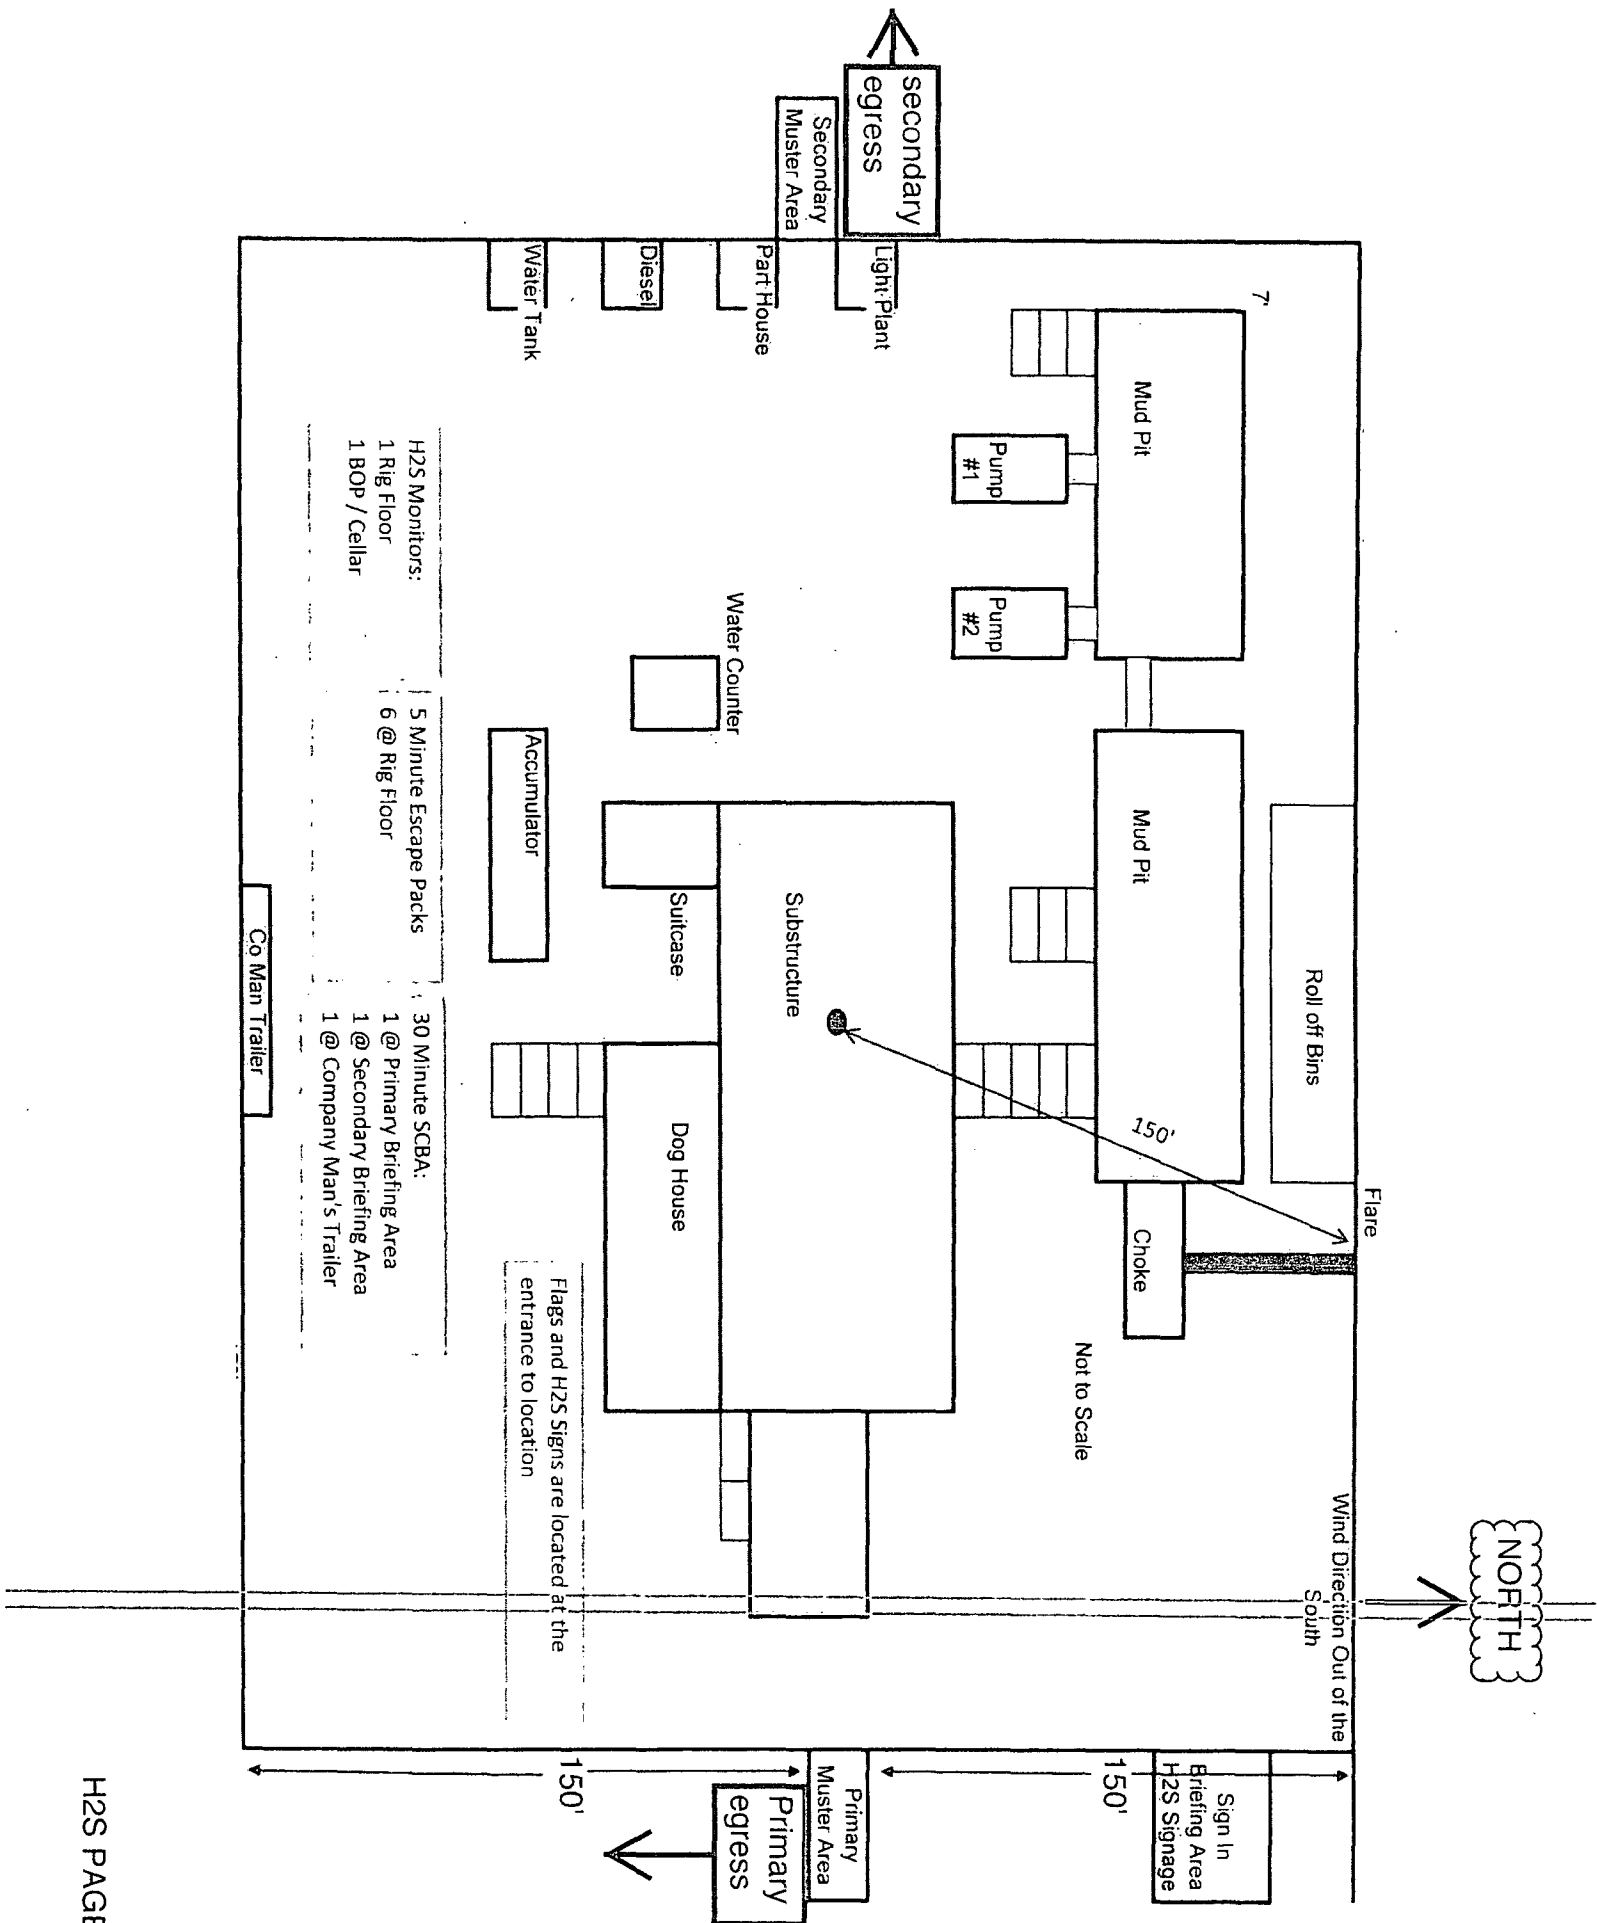 NORTH
Wind Direction Out of the
South
Flare
Sign In
Briefing Area
H2S Signage
150'
Primary
Muster Area
Primary
egress
150'
secondary
egress
Secondary
Muster Area
Light Plant
Part House
Diesel
Water Tank
7'
Mud Pit
Pump
#1
Pump
#2
Mud Pit
Roll off Bins
Choke
150'
Not to Scale
Water Counter
Accumulator
Suitcase
Substructure
Dog House
Flags and H2S Signs are located at the
entrance to location
H2S Monitors:
1 Rig Floor
1 BOP / Cellar
5 Minute Escape Packs
6 @ Rig Floor
30 Minute SCBA:
1 @ Primary Briefing Area
1 @ Secondary Briefing Area
1 @ Company Man's Trailer
Co Man Trailer
H2S PAGE